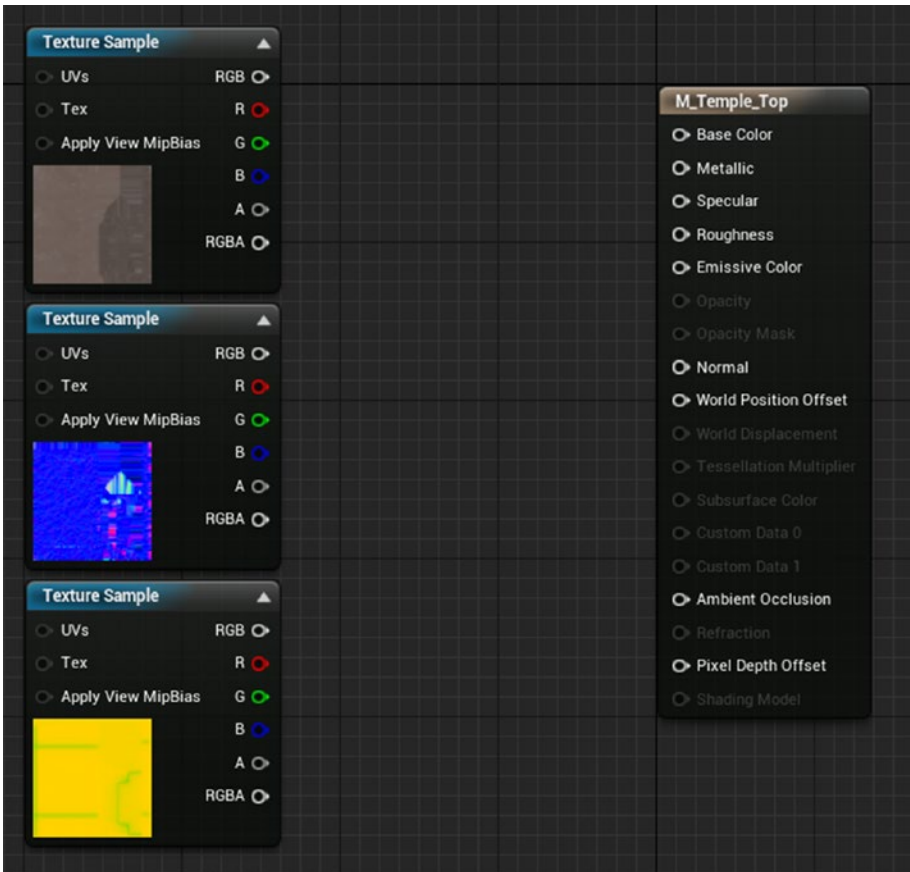 Texture Sample
UVs RGB
Tex R
Apply View MipBias G
B
A
RGBA
Texture Sample
UVs RGB
Tex R
Apply View MipBias G
B
A
RGBA
Texture Sample
UVs RGB
Tex R
Apply View MipBias G
B
A
RGBA
M_Temple_Top
Base Color
Metallic
Specular
Roughness
Emissive Color
Opacity
Opacity Mask
Normal
World Position Offset
World Displacement
Tessellation Multiplier
Subsurface Color
Custom Data 0
Custom Data 1
Ambient Occlusion
Refraction
Pixel Depth Offset
Shading Model